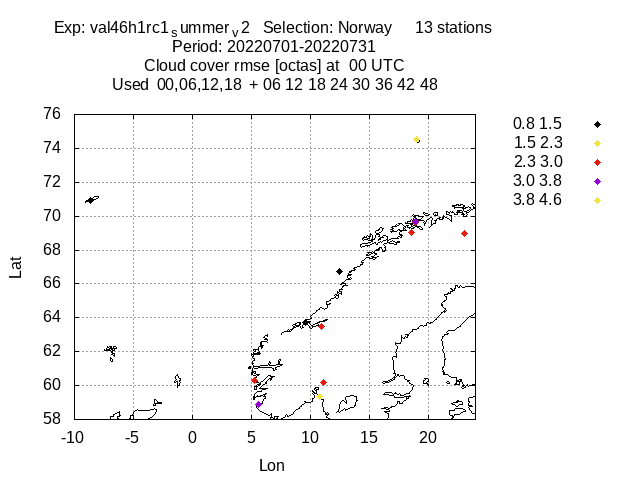 Exp: val46h1rc1summerv2 Selection: Norway 13 stations
Period: 20220701-20220731
Cloud cover rmse [octas] at 00 UTC
Used 00,06,12,18 + 06 12 18 24 30 36 42 48
0.8 1.5
1.5 2.3
2.3 3.0
3.0 3.8
3.8 4.6
76
74
72
70
68
66
64
62
60
58
Lat
-10 -5 0 5 10 15 20
Lon